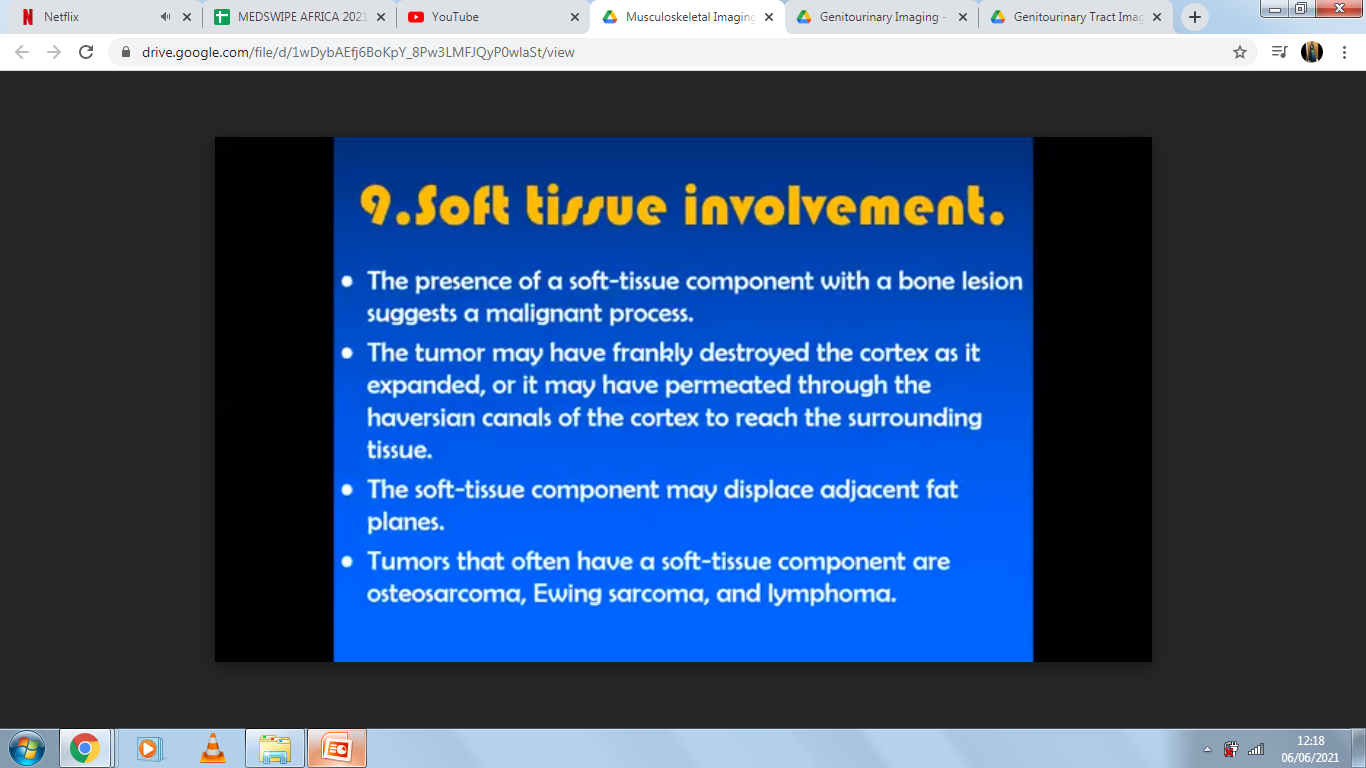 Netflix
MEDSWIPE AFRICA 2021
YouTube
Musculoskeletal Imaging
Genitourinary Imaging -
Genitourinary Tract Imag
drive.google.com/file/d/1wDybAEfj6BoKpY_8Pw3LMFJQyP0wlaSt/view
9.Soft tissue involvement.
• The presence of a soft-tissue component with a bone lesion
suggests a malignant process.
• The tumor may have frankly destroyed the cortex as it
expanded, or it may have permeated through the
haversian canals of the cortex to reach the surrounding
tissue.
• The soft-tissue component may displace adjacent fat
planes.
• Tumors that often have a soft-tissue component are
osteosarcoma, Ewing sarcoma, and lymphoma.
12:18
06/06/2021